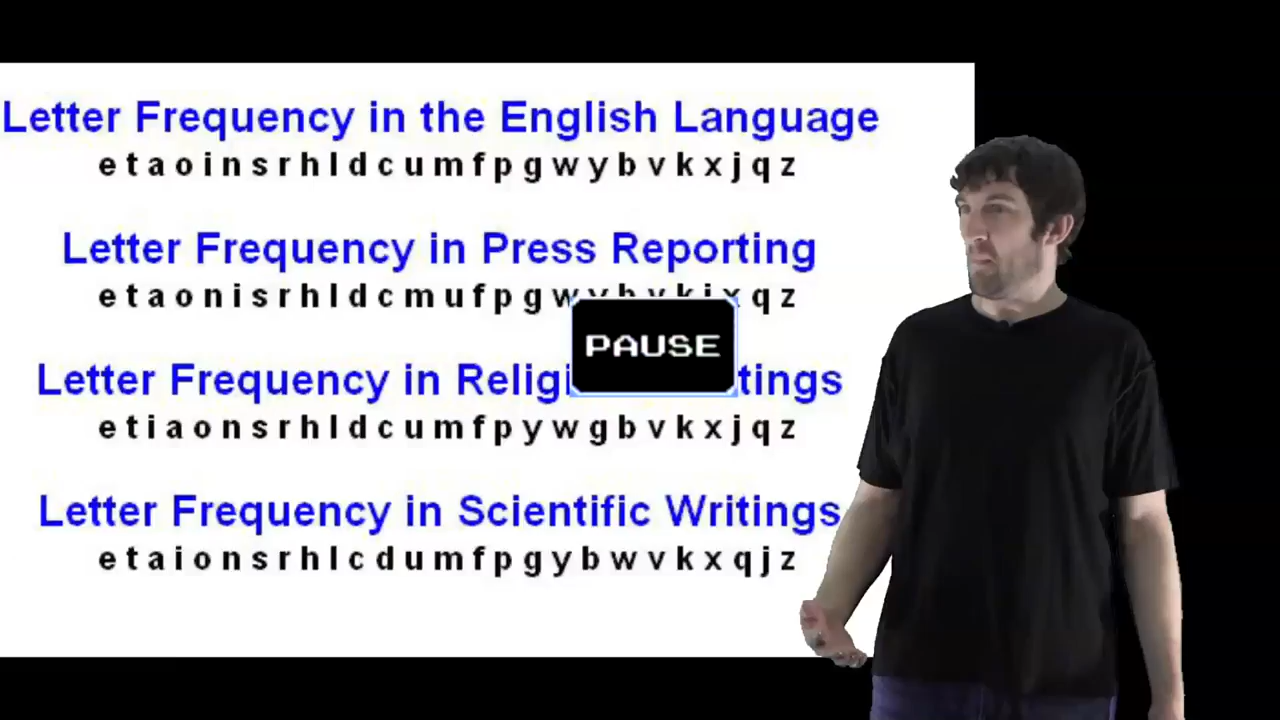 Letter Frequency in the English Language
e t a o i n s r h l d c u m f p g w y b v k x j q z
Letter Frequency in Press Reporting
e t a o n i s r h l d c m u f p g w y b v k j x q z
PAUSE
Letter Frequency in
e t i a o n s r h l d c u m f p y w g b v k x j q z
Letter Frequency in Scientific Writings
e t a i o n s r h l c d u m f p g y b w v k x q j z